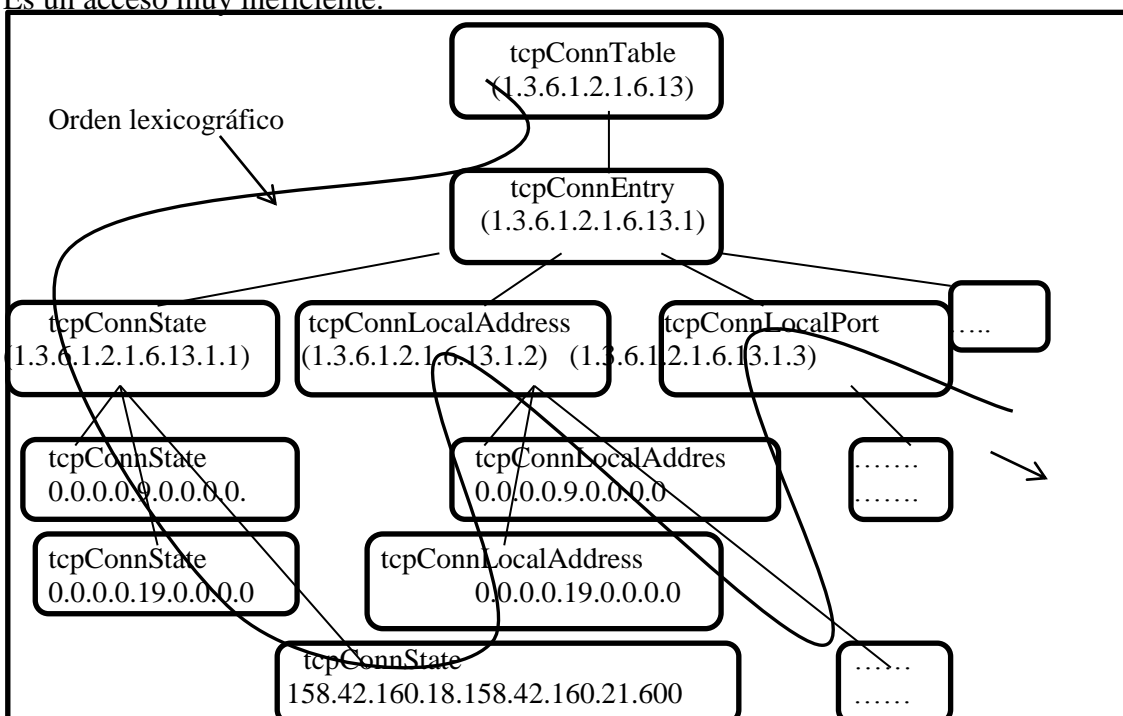 Es un acceso muy ineficiente.
tcpConnTable
(1.3.6.1.2.1.6.13)
Orden lexicográfico
tcpConnEntry
(1.3.6.1.2.1.6.13.1)
tcpConnState
(1.3.6.1.2.1.6.13.1.1)
tcpConnLocalAddress
(1.3.6.1.2.1.6.13.1.2)
tcpConnLocalPort
(1.3.6.1.2.1.6.13.1.3)
…..
tcpConnState
0.0.0.0.9.0.0.0.0.
tcpConnLocalAddres
0.0.0.0.9.0.0.0.0
…….
…….
tcpConnState
0.0.0.0.19.0.0.0.0
tcpConnLocalAddress
0.0.0.0.19.0.0.0.0
tcpConnState
158.42.160.18.158.42.160.21.600
……
……